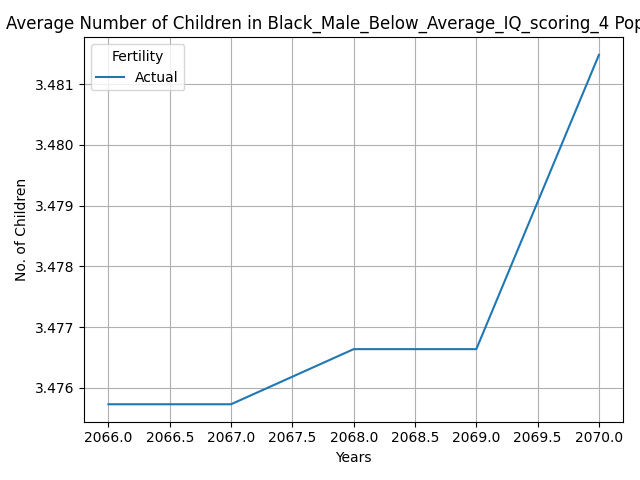 Average Number of Children in Black_Male_Below_Average_IQ_scoring_4 Pop
Fertility
Actual
3.481
3.480
3.479
3.478
3.477
3.476
No. of Children
2066.0 2066.5 2067.0 2067.5 2068.0 2068.5 2069.0 2069.5 2070.0
Years